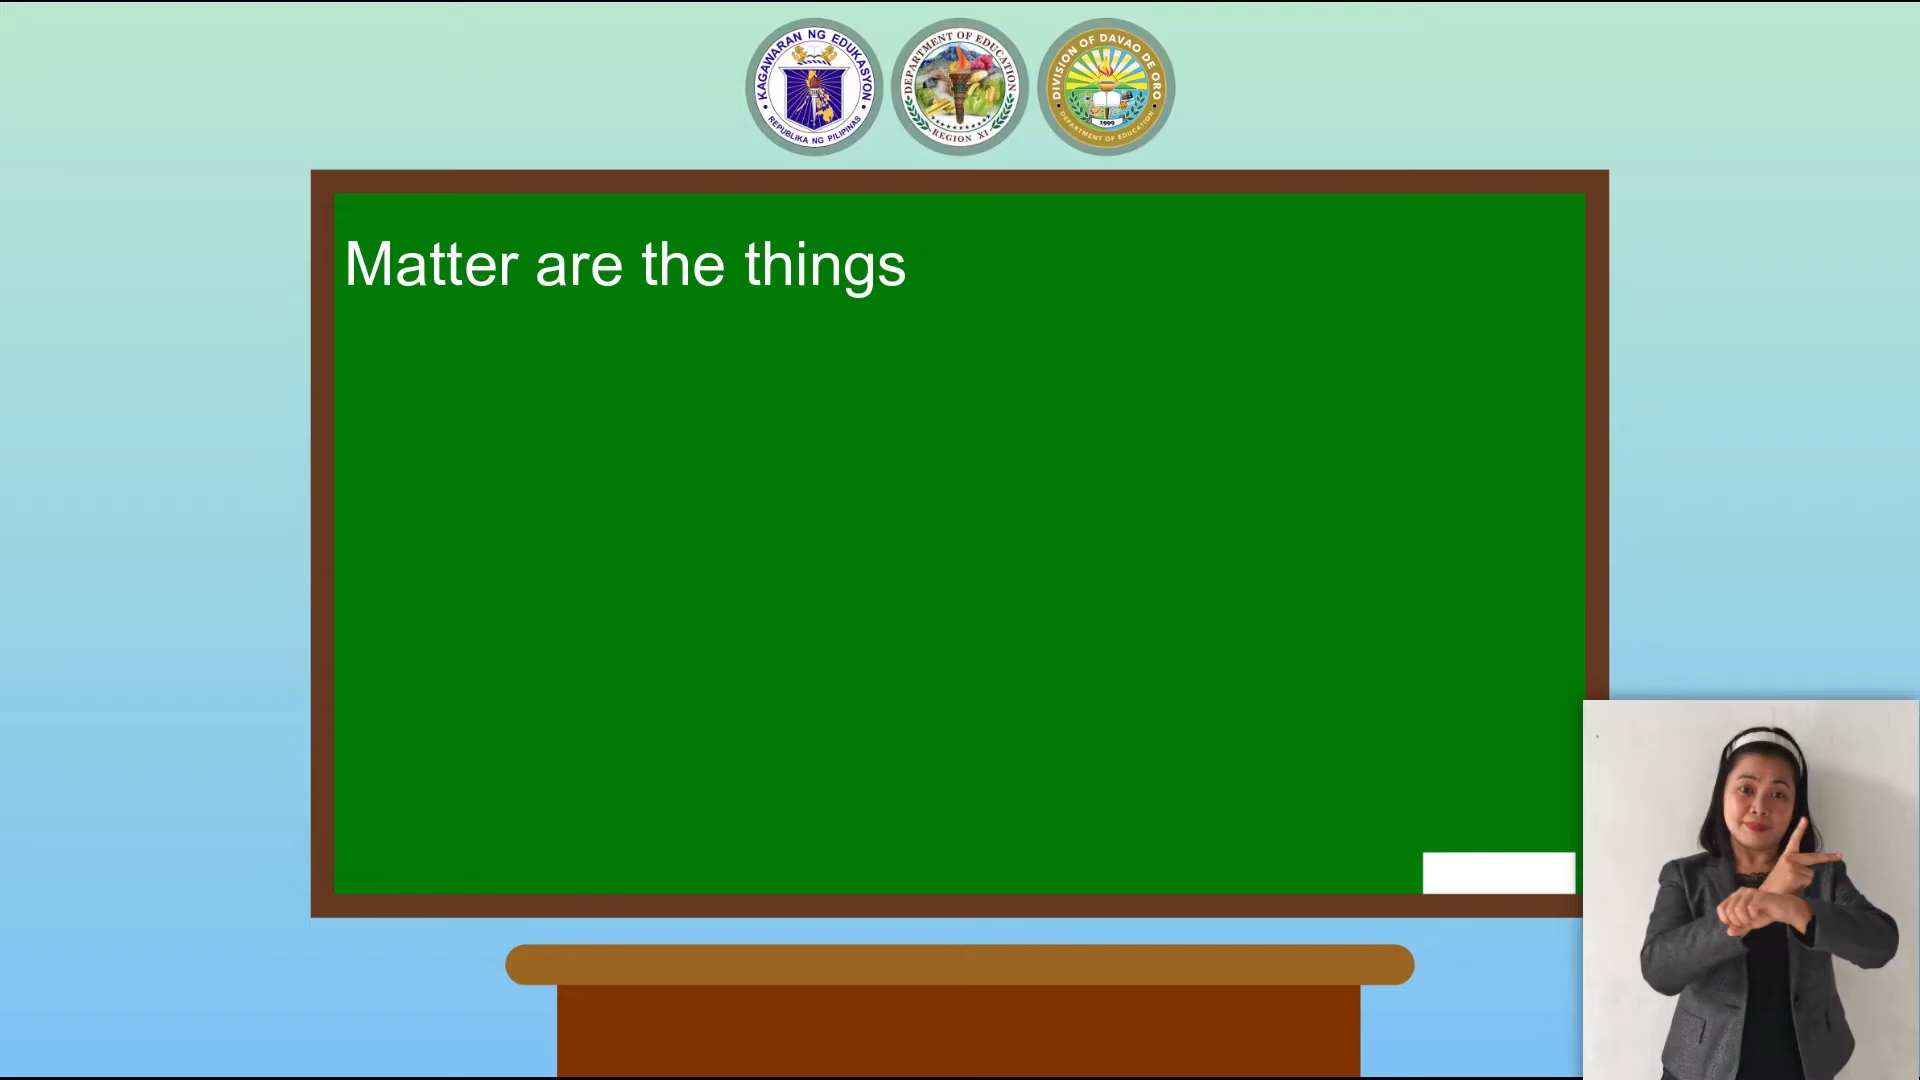 KAGAWARAN NG EDUKASYON
REPUBLIKA NG PILIPINAS
DEPARTMENT OF EDUCATION
REGION XI
DIVISION OF DAVAO DE ORO
1999
DEPARTMENT OF EDUCATION
Matter are the things